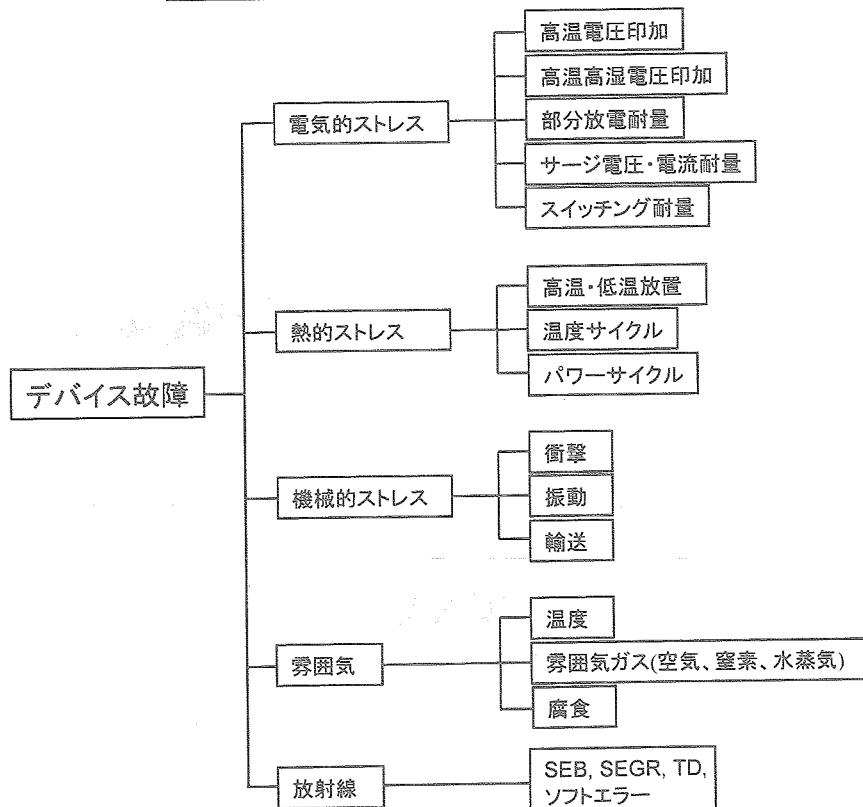 高温電圧印加
高温高湿電圧印加
電気的ストレス
部分放電耐量
サージ電圧・電流耐量
スイッチング耐量
高温・低温放置
熱的ストレス
温度サイクル
パワーサイクル
デバイス故障
衝撃
機械的ストレス
振動
輸送
温度
雰囲気
雰囲気ガス(空気、窒素、水蒸気)
腐食
放射線
SEB, SEGR, TD,
ソフトエラー